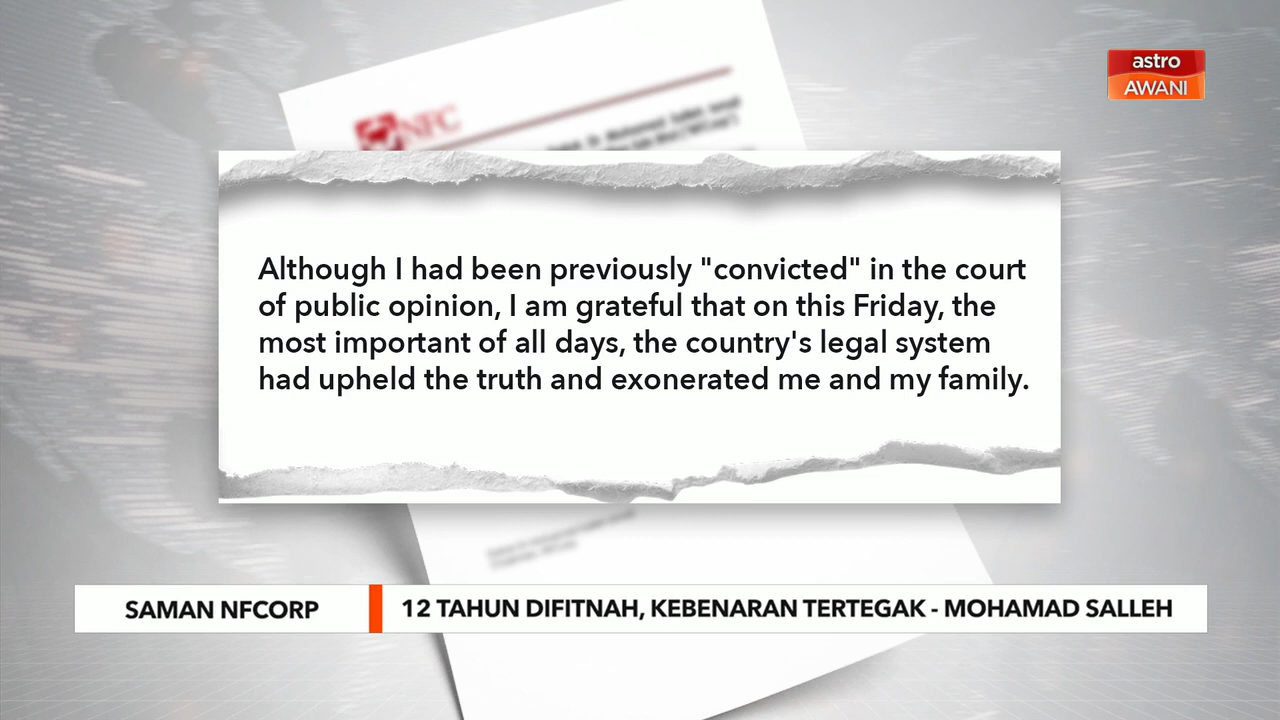 astro
AWANI
NFC
Although I had been previously "convicted" in the court
of public opinion, I am grateful that on this Friday, the
most important of all days, the country's legal system
had upheld the truth and exonerated me and my family.
SAMAN NFCORP
12 TAHUN DIFITNAH, KEBENARAN TERTEGAK - MOHAMAD SALLEH